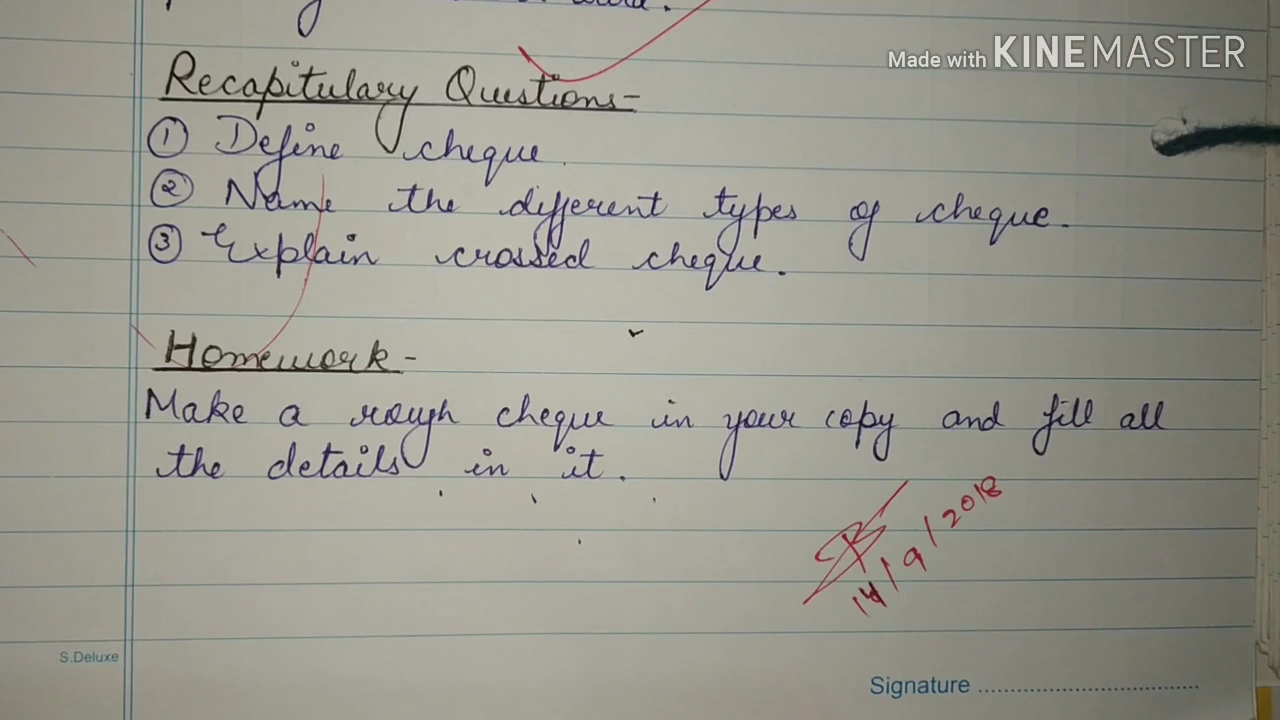 Made with KINEMASTER
Recapitulary Questions-
① Define cheque.
② Name the different types of cheque.
③ Explain crossed cheque.
Homework-
Make a rough cheque in your copy and fill all
the details in it.
14/9/2018
S.Deluxe
Signature ......................................